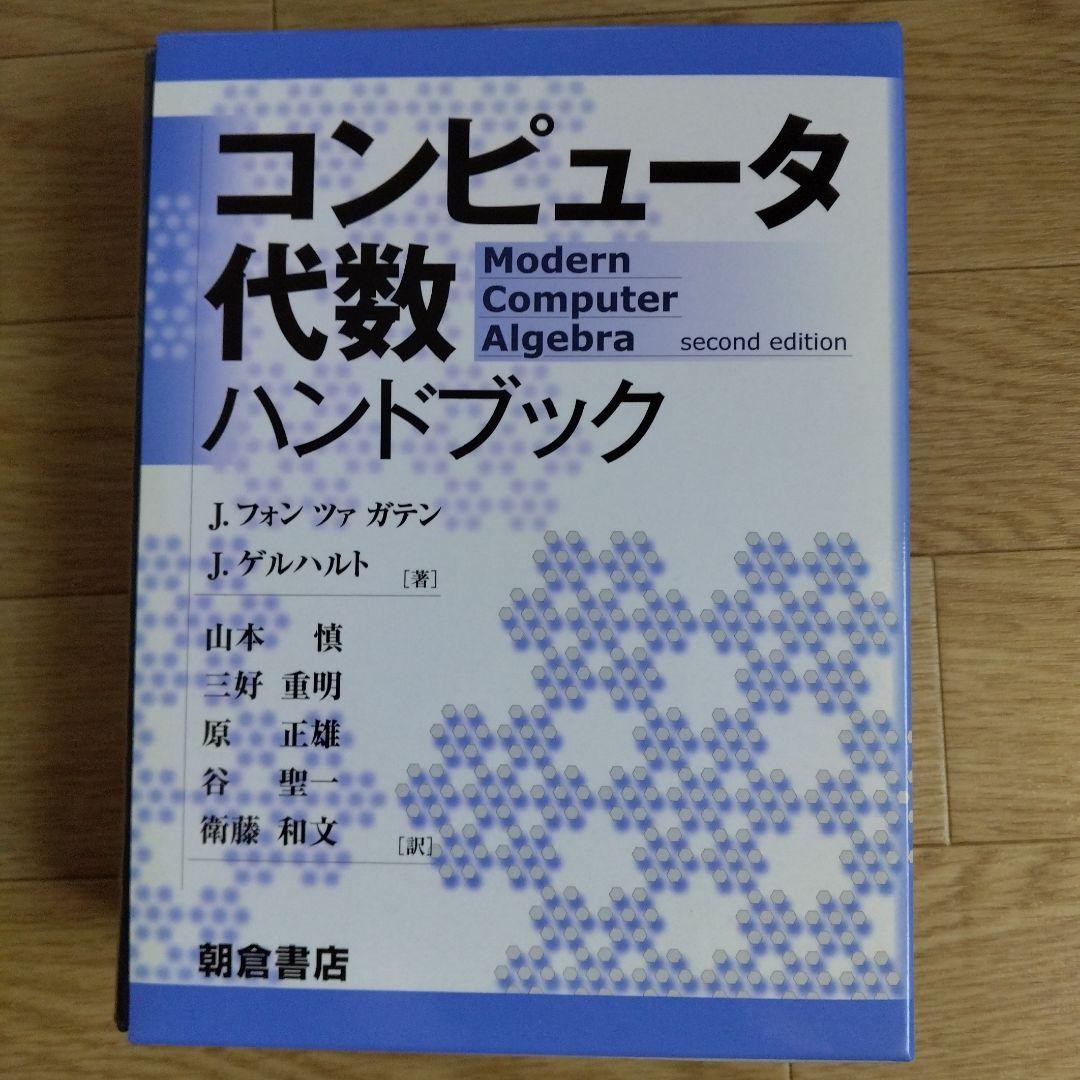 コンピュータ
代数
Modern
Computer
Algebra second edition
ハンドブック
J. フォン ツァ ガテン
J. ゲルハルト [著]
山本 慎
三好 重明
原 正雄
谷 聖一
衛藤 和文 [訳]
朝倉書店